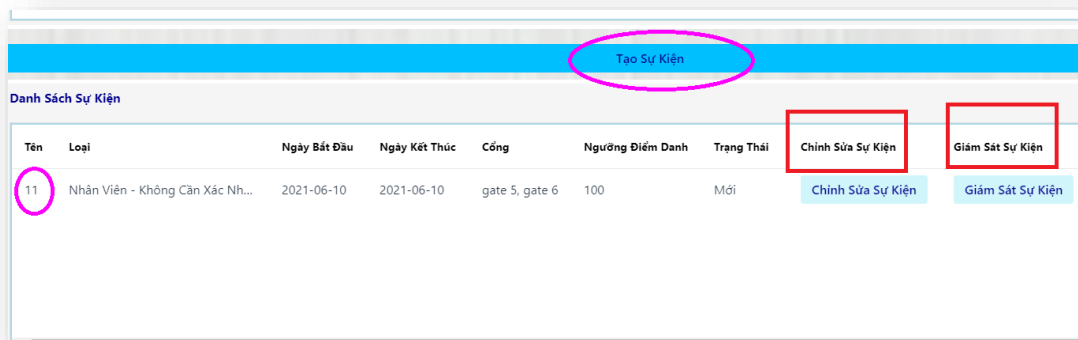 Tạo Sự Kiện
Danh Sách Sự Kiện
Tên Loại Ngày Bắt Đầu Ngày Kết Thúc Cổng Ngưỡng Điểm Danh Trạng Thái Chỉnh Sửa Sự Kiện Giám Sát Sự Kiện
11 Nhân Viên - Không Cần Xác Nh... 2021-06-10 2021-06-10 gate 5, gate 6 100 Mới Chỉnh Sửa Sự Kiện Giám Sát Sự Kiện